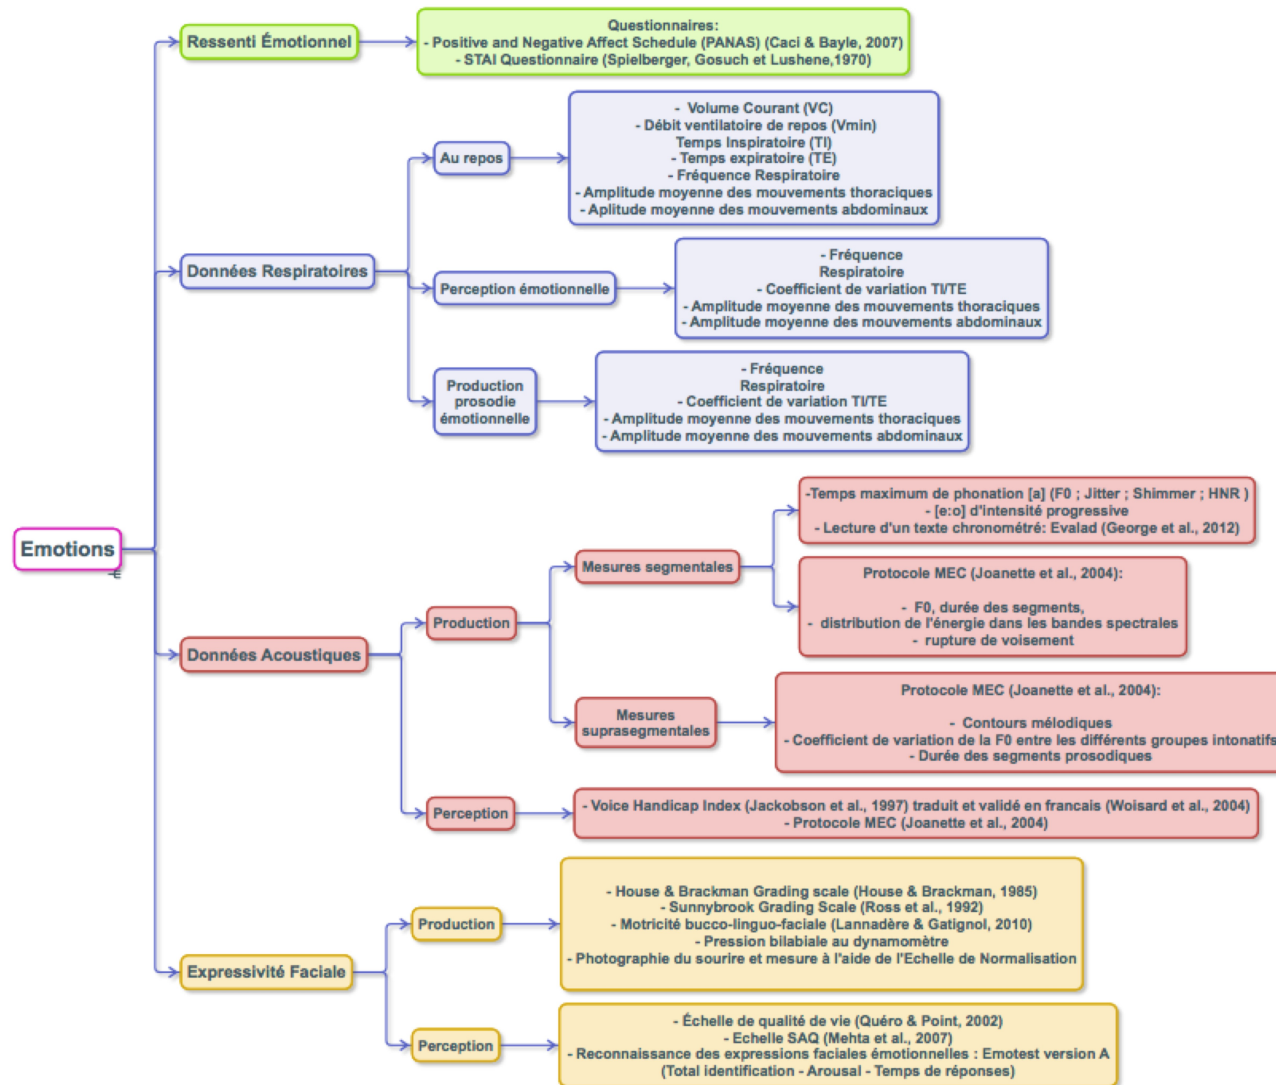 Emotions
Ressenti Émotionnel
Questionnaires:
- Positive and Negative Affect Schedule (PANAS) (Caci & Bayle, 2007)
- STAI Questionnaire (Spielberger, Gosuch et Lushene,1970)
Données Respiratoires
Au repos
- Volume Courant (VC)
- Débit ventilatoire de repos (Vmin)
Temps Inspiratoire (TI)
- Temps expiratoire (TE)
- Fréquence Respiratoire
- Amplitude moyenne des mouvements thoraciques
- Aplitude moyenne des mouvements abdominaux
Perception émotionnelle
- Fréquence
Respiratoire
- Coefficient de variation TI/TE
- Amplitude moyenne des mouvements thoraciques
- Amplitude moyenne des mouvements abdominaux
Production
prosodie
émotionnelle
- Fréquence
Respiratoire
- Coefficient de variation TI/TE
- Amplitude moyenne des mouvements thoraciques
- Amplitude moyenne des mouvements abdominaux
Données Acoustiques
Production
Mesures segmentales
-Temps maximum de phonation [a] (F0 ; Jitter ; Shimmer ; HNR )
- [e:o] d'intensité progressive
- Lecture d'un texte chronométré: Evalad (George et al., 2012)
Protocole MEC (Joanette et al., 2004):
- F0, durée des segments,
- distribution de l'énergie dans les bandes spectrales
- rupture de voisement
Mesures
suprasegmentales
Protocole MEC (Joanette et al., 2004):
- Contours mélodiques
- Coefficient de variation de la F0 entre les différents groupes intonatifs
- Durée des segments prosodiques
Perception
- Voice Handicap Index (Jackobson et al., 1997) traduit et validé en francais (Woisard et al., 2004)
- Protocole MEC (Joanette et al., 2004)
Expressivité Faciale
Production
- House & Brackman Grading scale (House & Brackman, 1985)
- Sunnybrook Grading Scale (Ross et al., 1992)
- Motricité bucco-linguo-faciale (Lannadère & Gatignol, 2010)
- Pression bilabiale au dynamomètre
- Photographie du sourire et mesure à l'aide de l'Echelle de Normalisation
Perception
- Échelle de qualité de vie (Quéro & Point, 2002)
- Echelle SAQ (Mehta et al., 2007)
- Reconnaissance des expressions faciales émotionnelles : Emotest version A
(Total identification - Arousal - Temps de réponses)